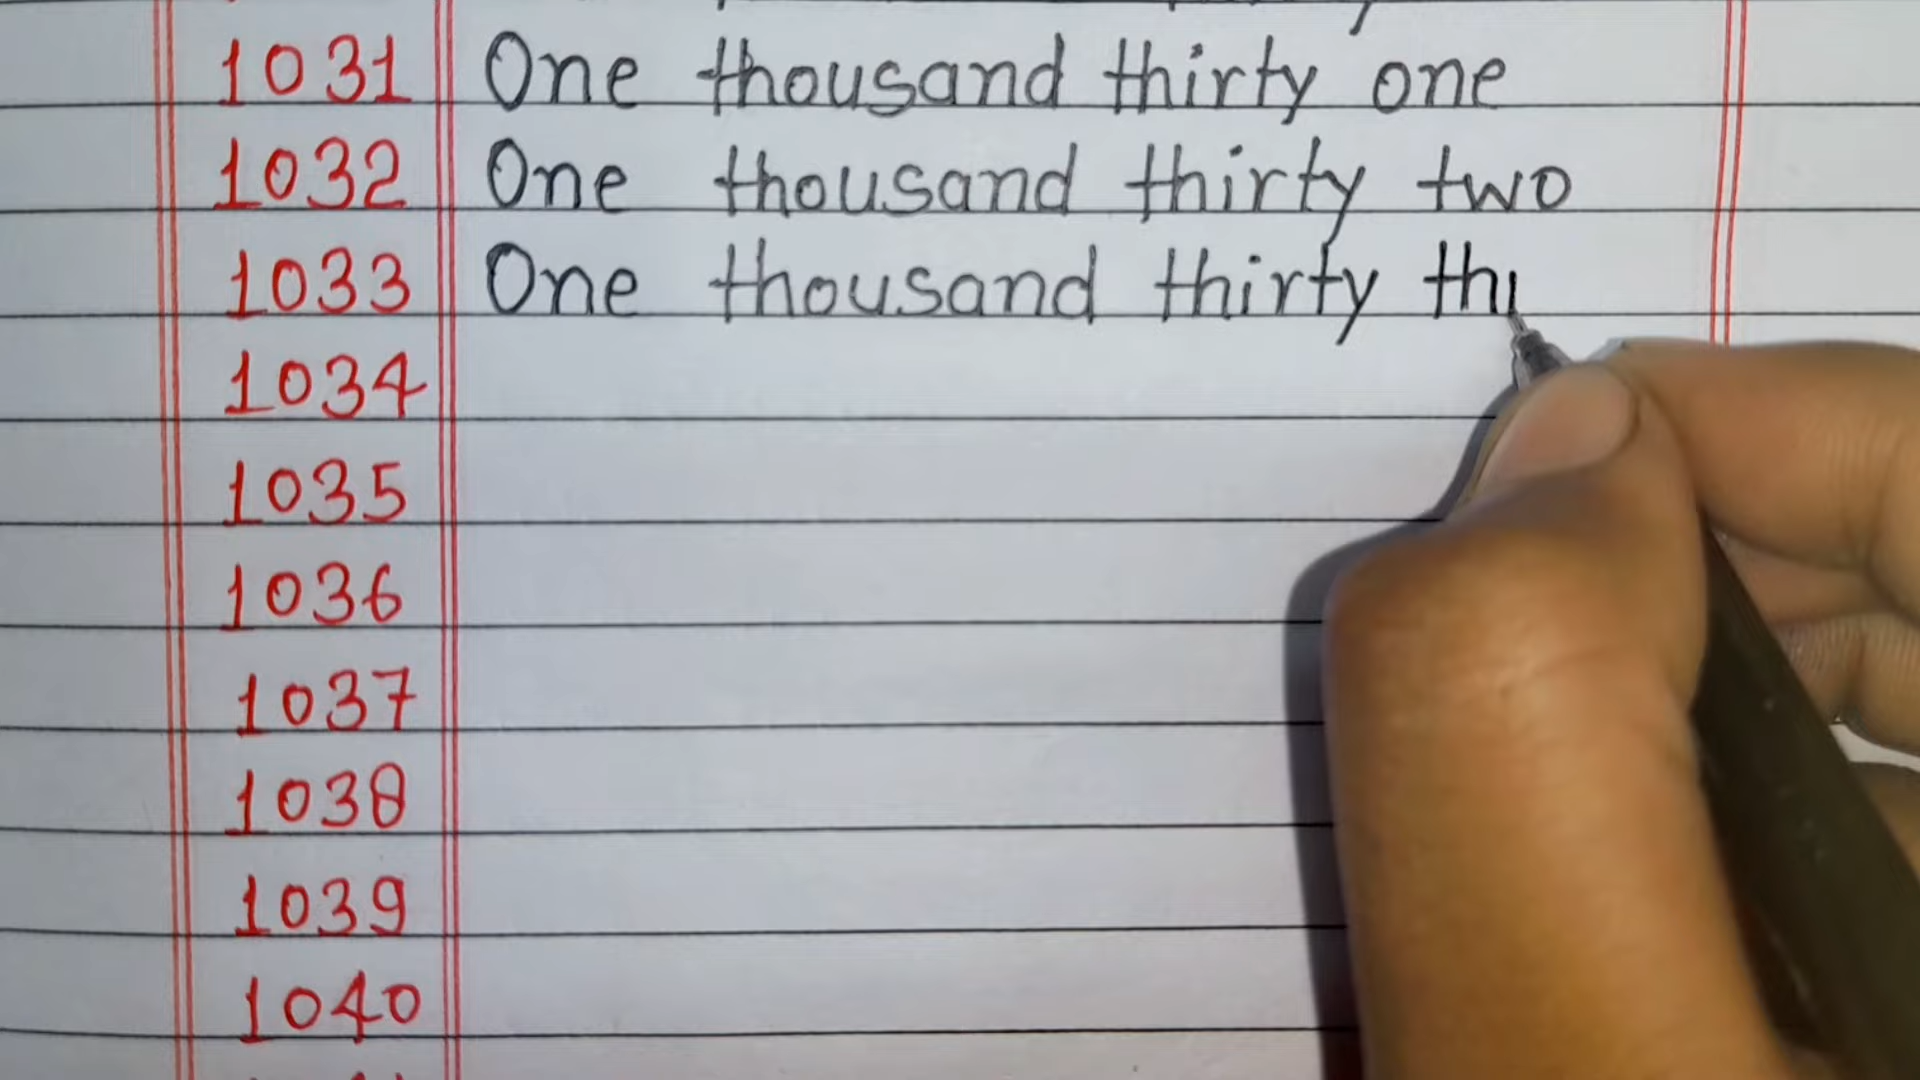 1031 One thousand thirty one
1032 One thousand thirty two
1033 One thousand thirty th
1034
1035
1036
1037
1038
1039
1040